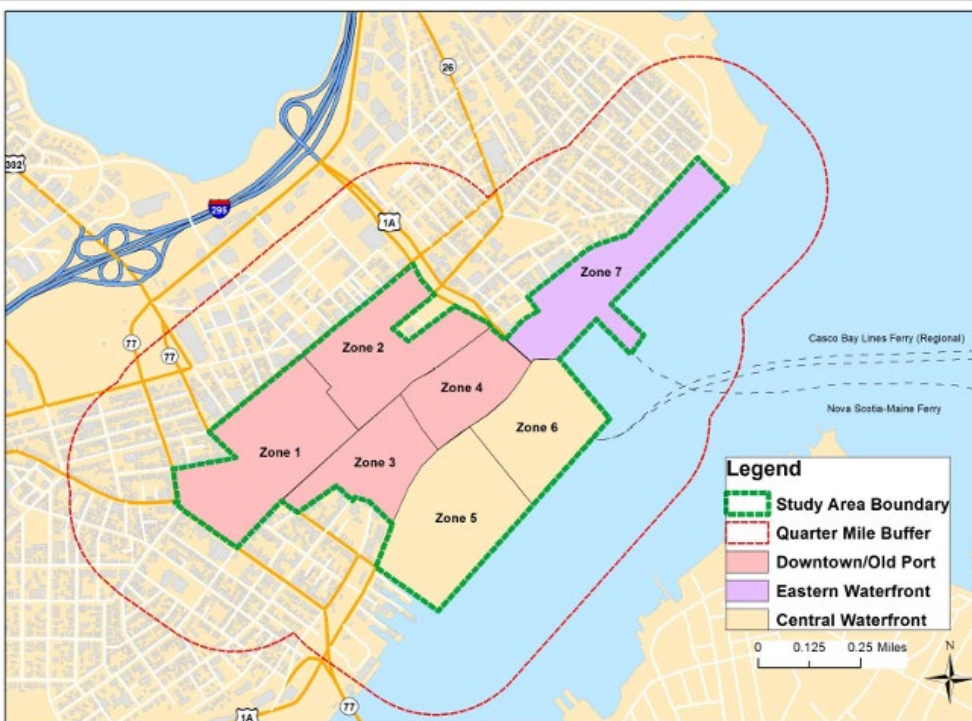 26
302
295
1A
Zone 7
77
77
Zone 2
Casco Bay Lines Ferry (Regional)
Zone 4
Nova Scotia-Maine Ferry
Zone 6
Zone 1
Zone 3
Zone 5
Legend
Study Area Boundary
Quarter Mile Buffer
Downtown/Old Port
Eastern Waterfront
Central Waterfront
0 0.125 0.25 Miles
N
77
1A